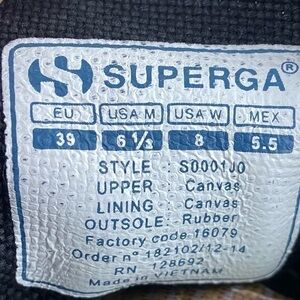 SUPERGA®
EU USA M USA W MEX
39 6 1/3 8 5.5
STYLE : S0001J0
UPPER : Canvas
LINING : Canvas
OUTSOLE : Rubber
Factory code 16079
Order n° 182102/12-14
RN 128692
Made in VIETNAM